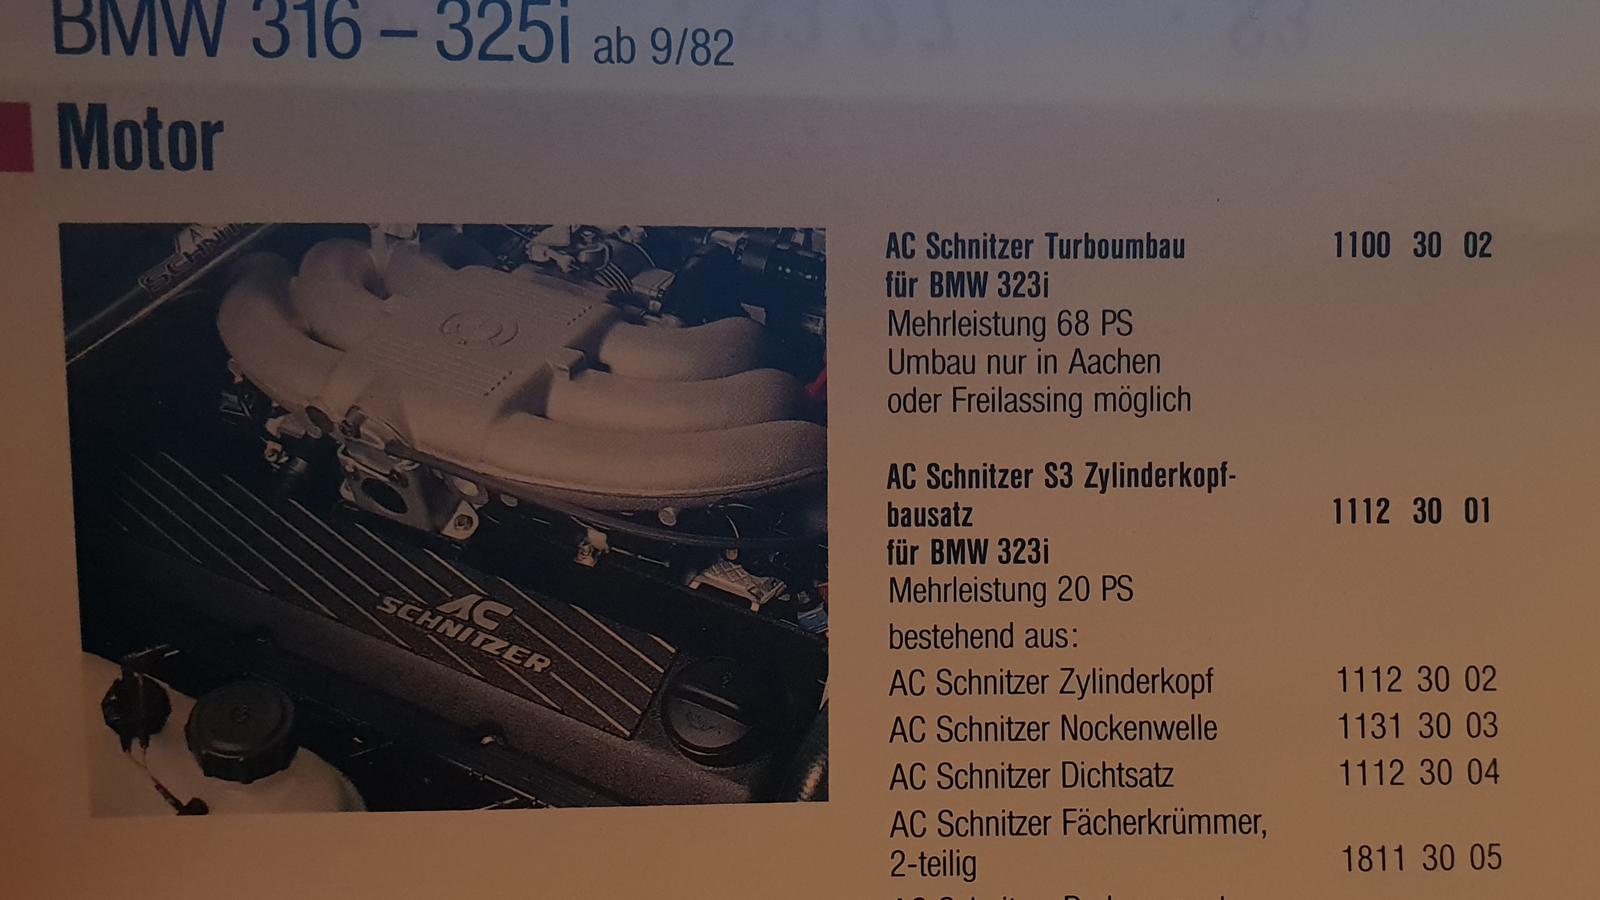 BMW 316 – 325i ab 9/82
Motor
AC
SCHNITZER
AC Schnitzer Turboumbau 1100 30 02
für BMW 323i
Mehrleistung 68 PS
Umbau nur in Aachen
oder Freilassing möglich
AC Schnitzer S3 Zylinderkopf-
bausatz 1112 30 01
für BMW 323i
Mehrleistung 20 PS
bestehend aus:
AC Schnitzer Zylinderkopf 1112 30 02
AC Schnitzer Nockenwelle 1131 30 03
AC Schnitzer Dichtsatz 1112 30 04
AC Schnitzer Fächerkrümmer,
2-teilig 1811 30 05